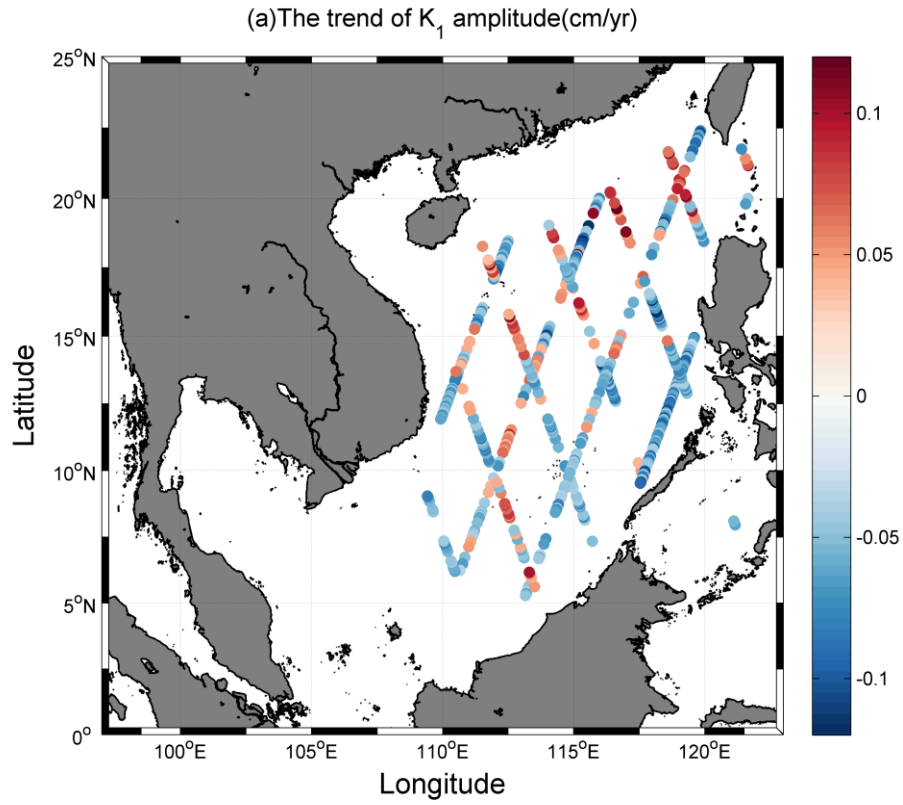 (a)The trend of K₁ amplitude(cm/yr)
25°N
20°N
15°N
10°N
5°N
0°
100°E 105°E 110°E 115°E 120°E
Latitude
Longitude
0.1
0.05
0
-0.05
-0.1